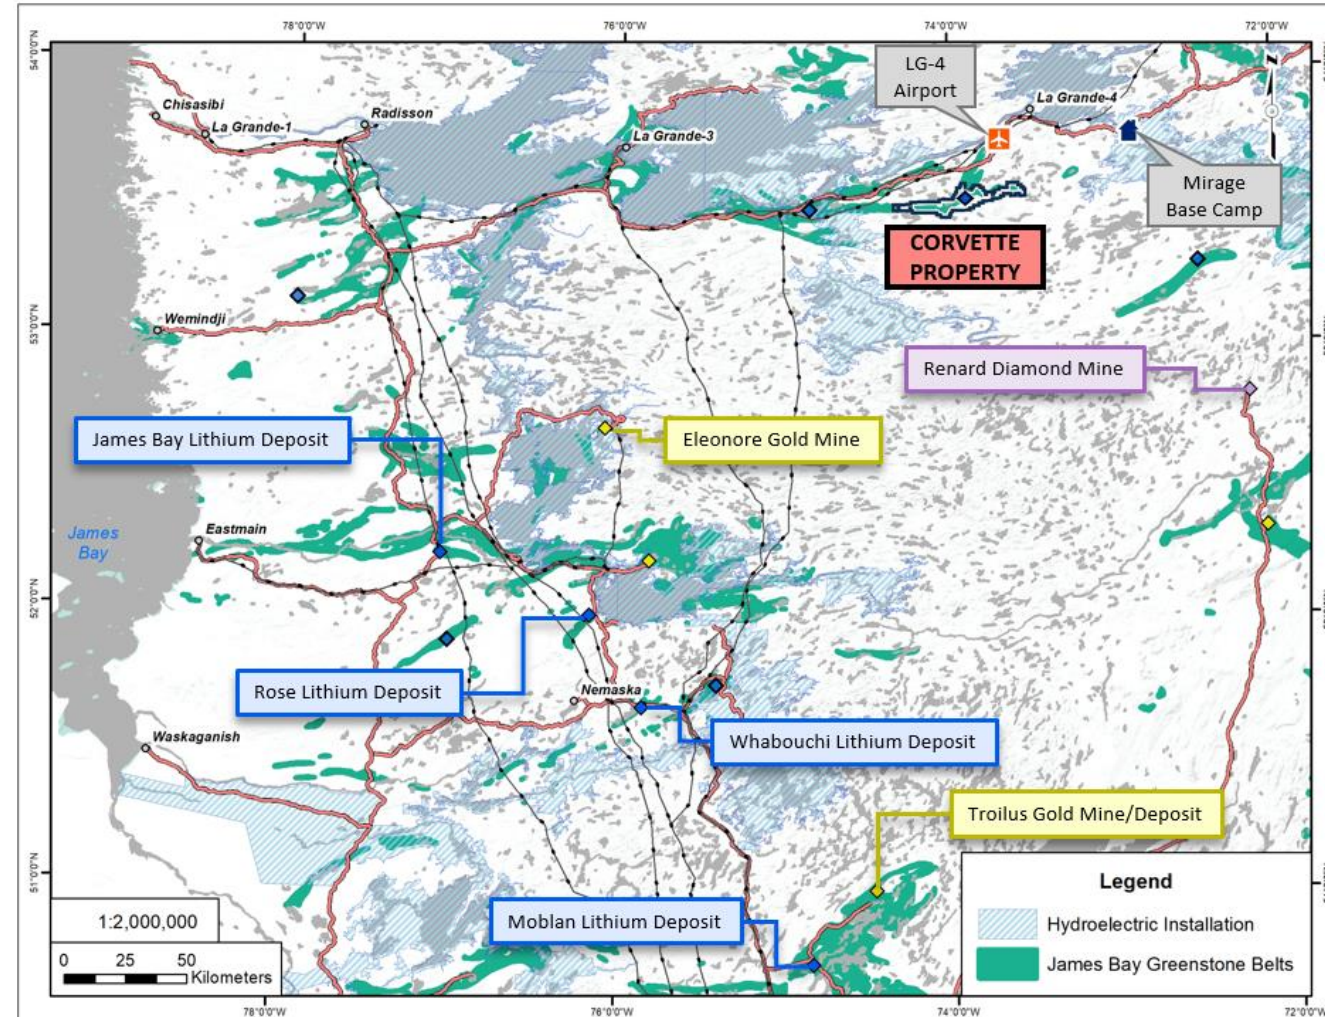 78°0'0"W
76°0'0"W
74°0'0"W
72°0'0"W
54°0'0"N
LG-4
Airport
La Grande-4
N
Chisasibi
La Grande-1
Radisson
La Grande-3
Mirage
Base Camp
CORVETTE
PROPERTY
53°0'0"N
Wemindji
Renard Diamond Mine
James Bay Lithium Deposit
Eleonore Gold Mine
James
Bay
Eastmain
52°0'0"N
Rose Lithium Deposit
Nemaska
Waskaganish
Whabouchi Lithium Deposit
Troilus Gold Mine/Deposit
51°0'0"N
Moblan Lithium Deposit
Legend
Hydroelectric Installation
James Bay Greenstone Belts
1:2,000,000
0 25 50
Kilometers
78°0'0"W
76°0'0"W
74°0'0"W
72°0'0"W